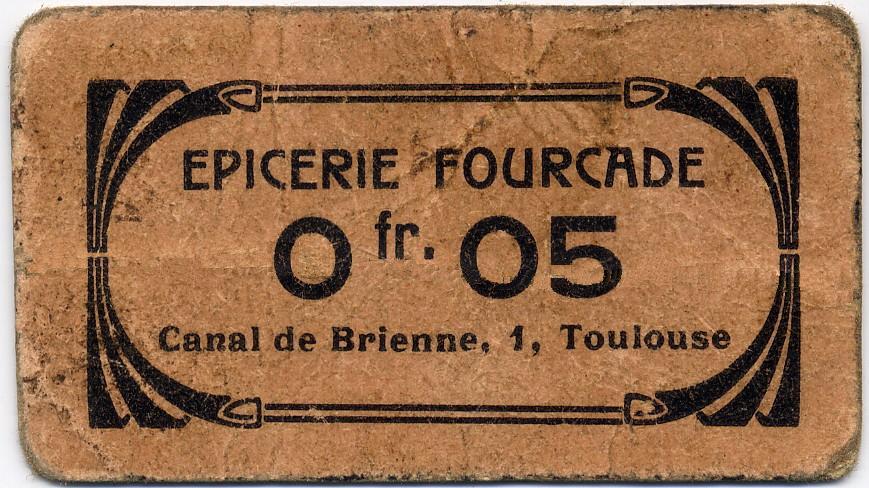 EPICERIE FOURCADE
0 fr. 05
Canal de Brienne, 1, Toulouse